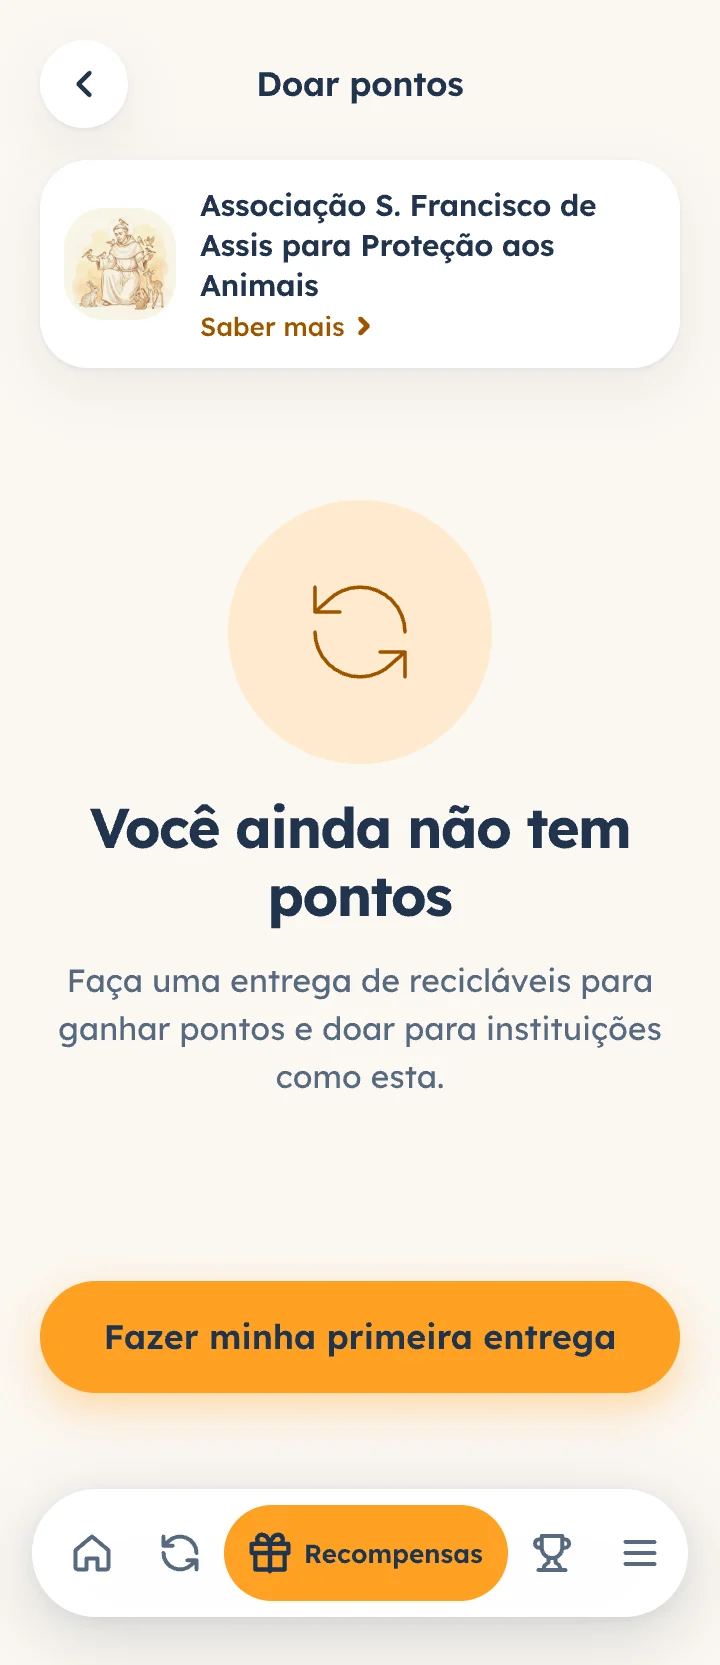 Doar pontos
Associação S. Francisco de
Assis para Proteção aos
Animais
Saber mais
Você ainda não tem
pontos
Faça uma entrega de recicláveis para
ganhar pontos e doar para instituições
como esta.
Fazer minha primeira entrega
Recompensas